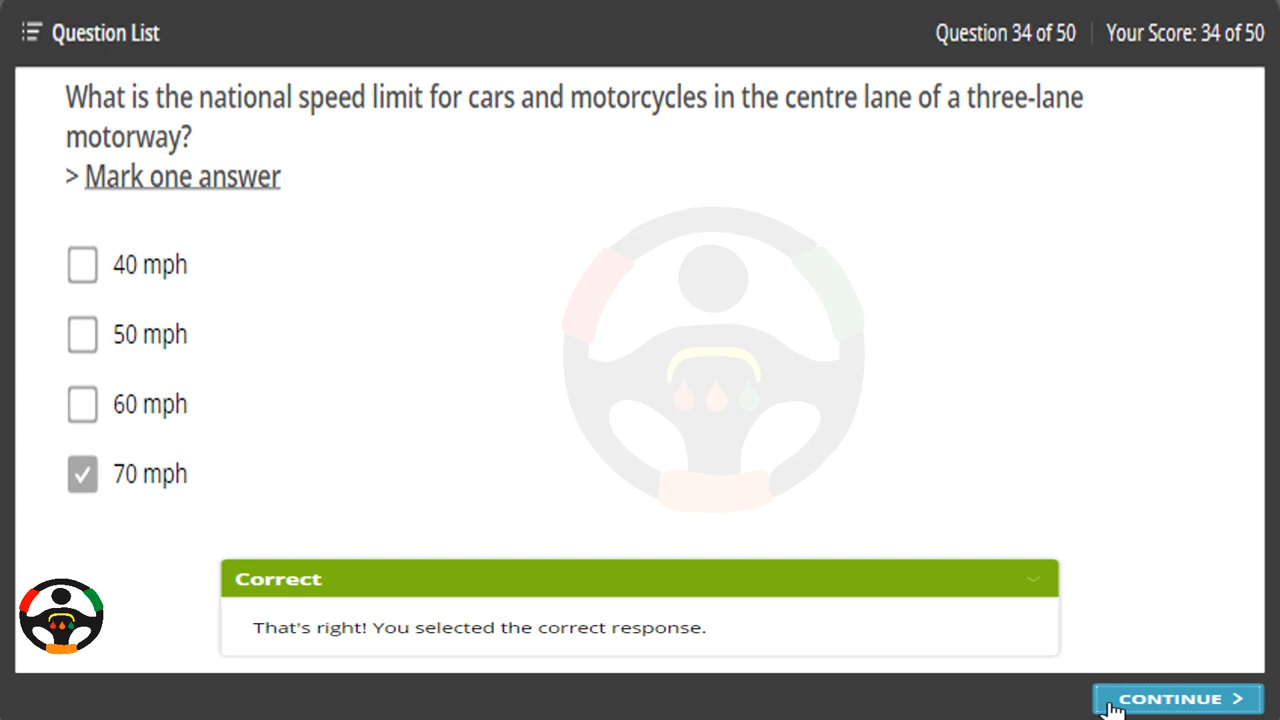 Question List
Question 34 of 50
Your Score: 34 of 50
What is the national speed limit for cars and motorcycles in the centre lane of a three-lane
motorway?
> Mark one answer
40 mph
50 mph
60 mph
70 mph
Correct
That's right! You selected the correct response.
CONTINUE >